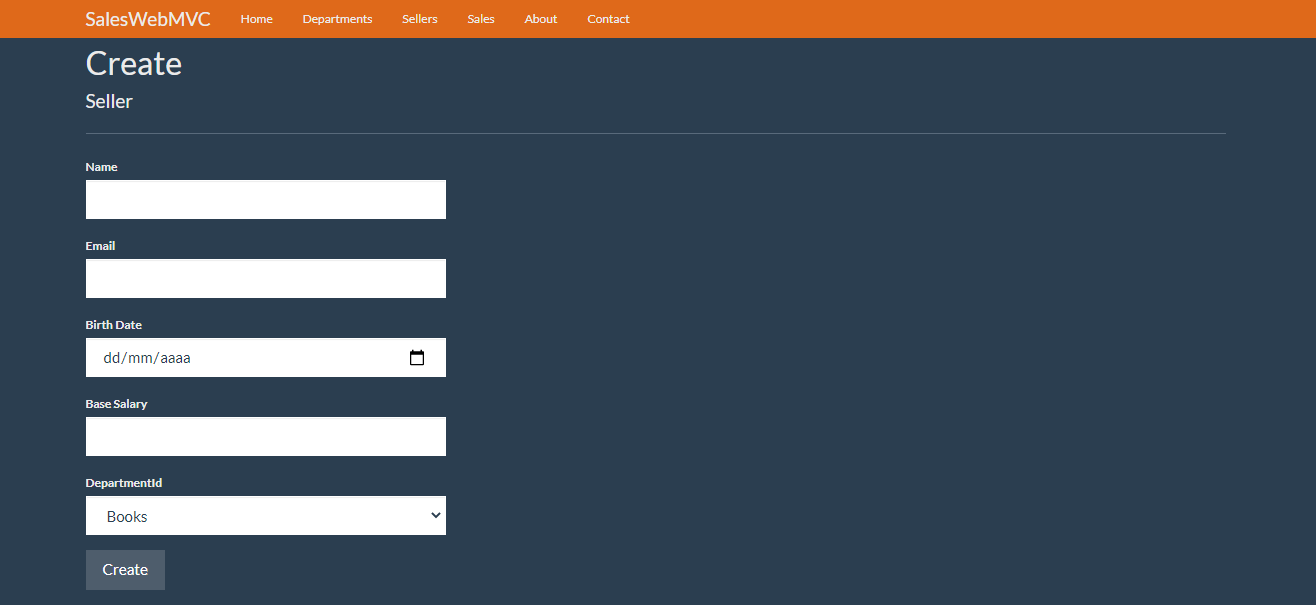 SalesWebMVC Home Departments Sellers Sales About Contact
Create
Seller
Name
Email
Birth Date
dd/mm/aaaa
Base Salary
DepartmentId
Books
Create